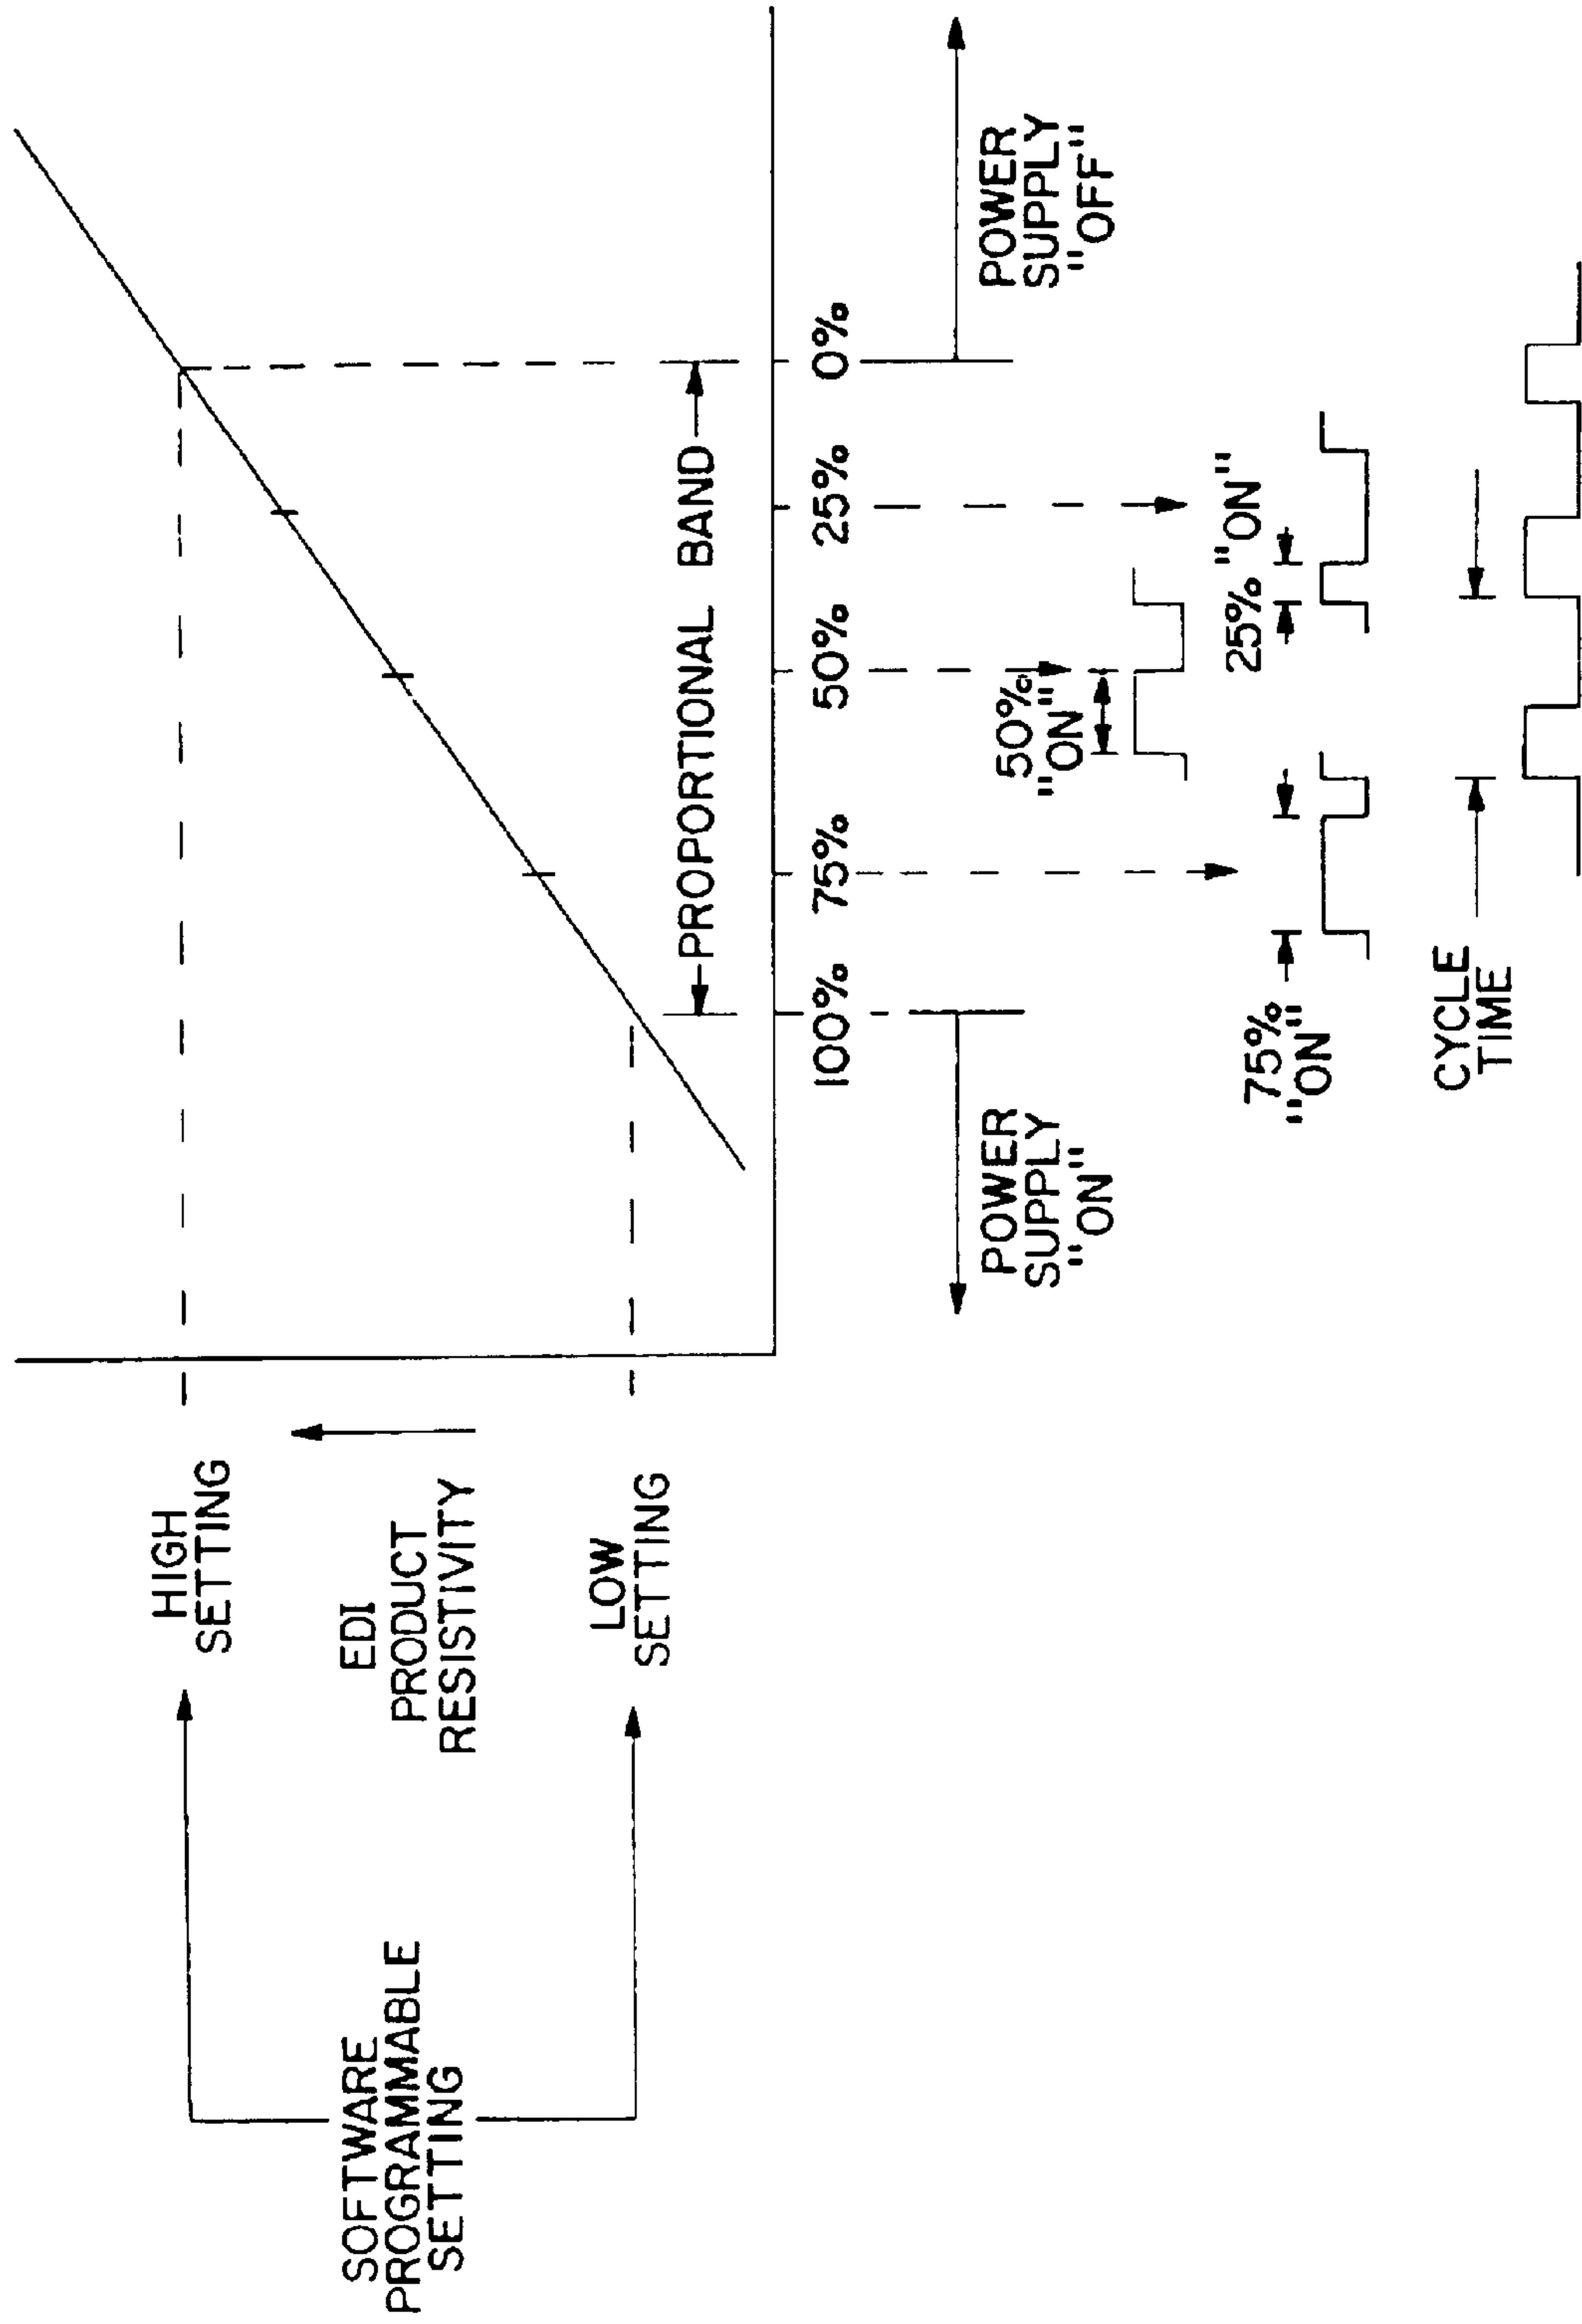 SOFTWARE
PROGRAMMABLE
SETTING
HIGH
SETTING
EDI
PRODUCT
RESISTIVITY
LOW
SETTING
PROPORTIONAL BAND
100% 75% 50% 25% 0%
POWER
SUPPLY
"ON"
POWER
SUPPLY
"OFF"
50%
"ON"
75%
"ON"
25% "ON"
CYCLE
TIME